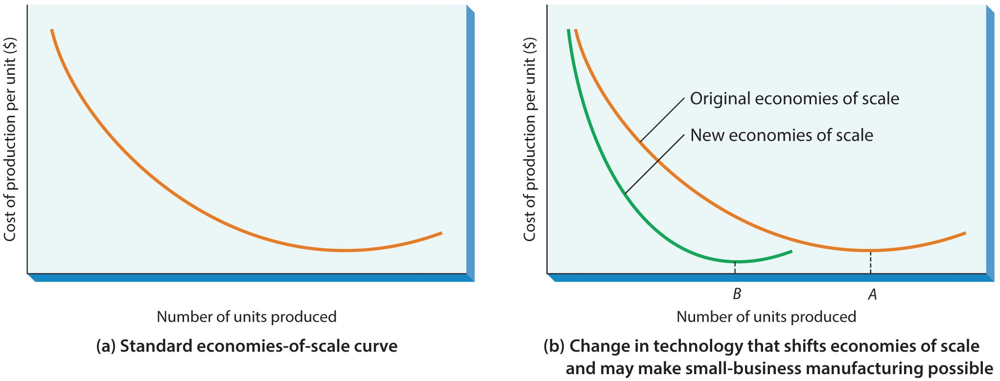 Cost of production per unit ($)
Number of units produced
(a) Standard economies-of-scale curve
Cost of production per unit ($)
Original economies of scale
New economies of scale
B
A
Number of units produced
(b) Change in technology that shifts economies of scale
and may make small-business manufacturing possible